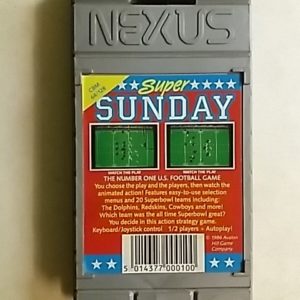 NEXUS
CBM
64/128
Super
SUNDAY
WATCH THE PLAY
WATCH THE PLAY
THE NUMBER ONE U.S. FOOTBALL GAME
You choose the play and the players, then watch the
animated action! Features easy-to-use selection
menus and 20 Superbowl teams including:
The Dolphins, Redskins, Cowboys and more!
Which team was the all time Superbowl great?
You decide in this action strategy game.
Keyboard/Joystick control 1/2 players - Autoplay!
© 1986 Avalon
Hill Game
Company.
5 014377 000100